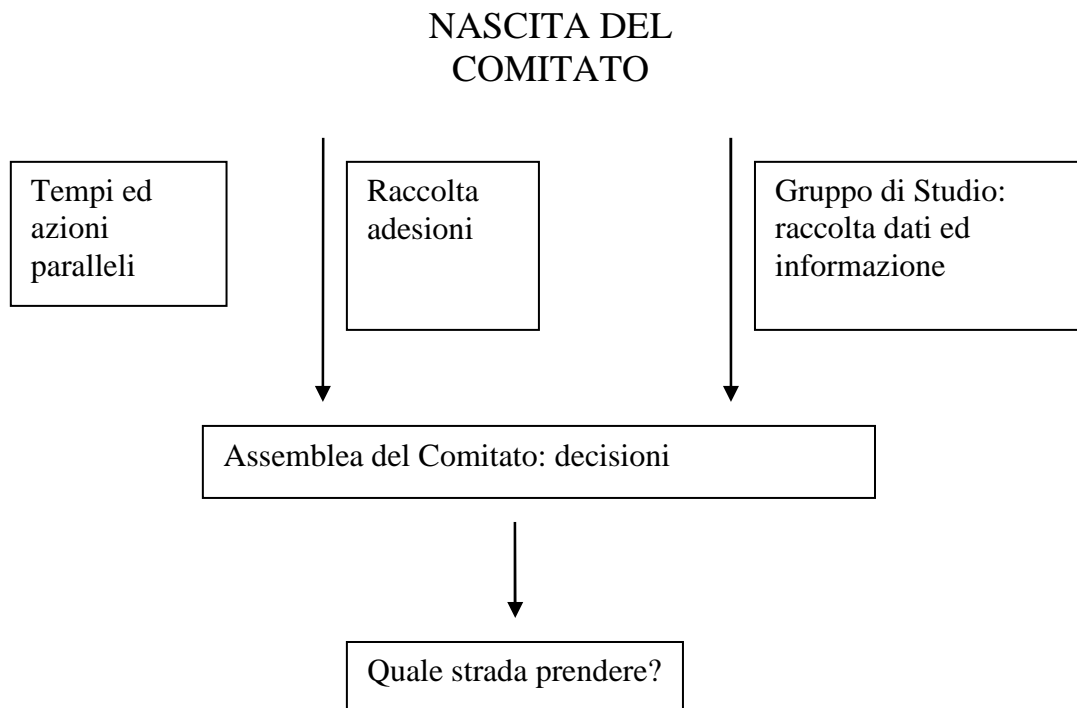 NASCITA DEL
COMITATO
Tempi ed
azioni
paralleli
Raccolta
adesioni
Gruppo di Studio:
raccolta dati ed
informazione
Assemblea del Comitato: decisioni
Quale strada prendere?